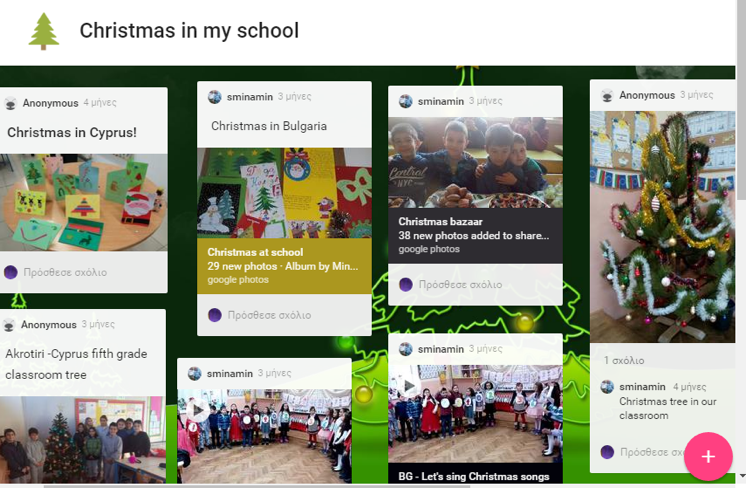 Christmas in my school
Anonymous 4 μήνες
Christmas in Cyprus!
Πρόσθεσε σχόλιο
Anonymous 3 μήνες
Akrotiri -Cyprus fifth grade
classroom tree
sminamin 3 μήνες
Christmas in Bulgaria
Christmas at school
29 new photos · Album by Min...
google photos
Πρόσθεσε σχόλιο
sminamin 3 μήνες
sminamin 3 μήνες
Christmas bazaar
38 new photos added to share...
google photos
Πρόσθεσε σχόλιο
sminamin 3 μήνες
BG - Let's sing Christmas songs
Anonymous 3 μήνες
1 σχόλιο
sminamin 4 μήνες
Christmas tree in our
classroom
Πρόσθεσε σχ